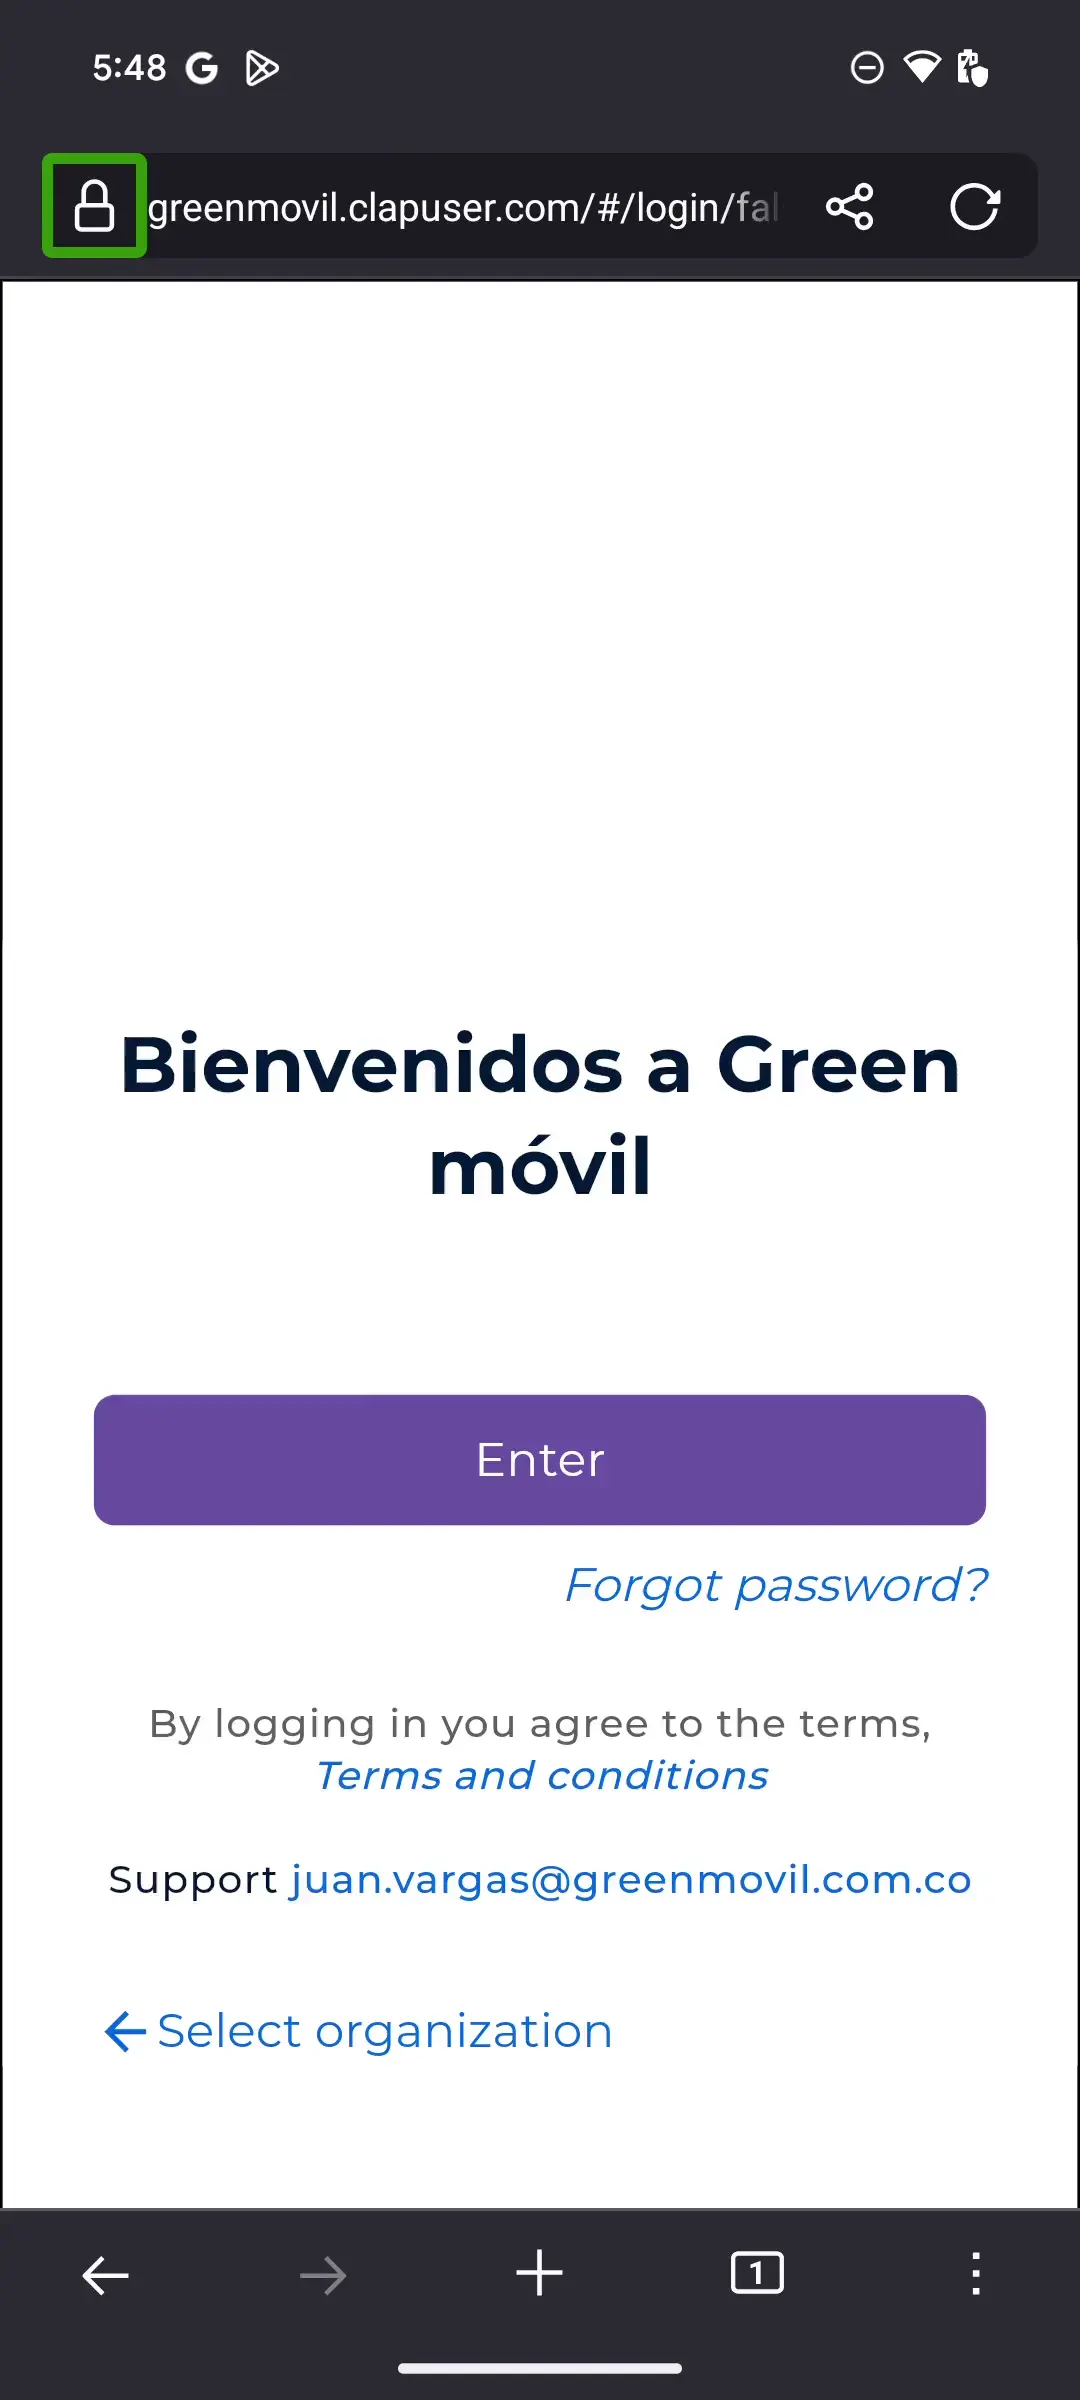 5:48
greenmovil.clapuser.com/#/login/fal
Bienvenidos a Green
móvil
Enter
Forgot password?
By logging in you agree to the terms,
Terms and conditions
Support juan.vargas@greenmovil.com.co
Select organization
1